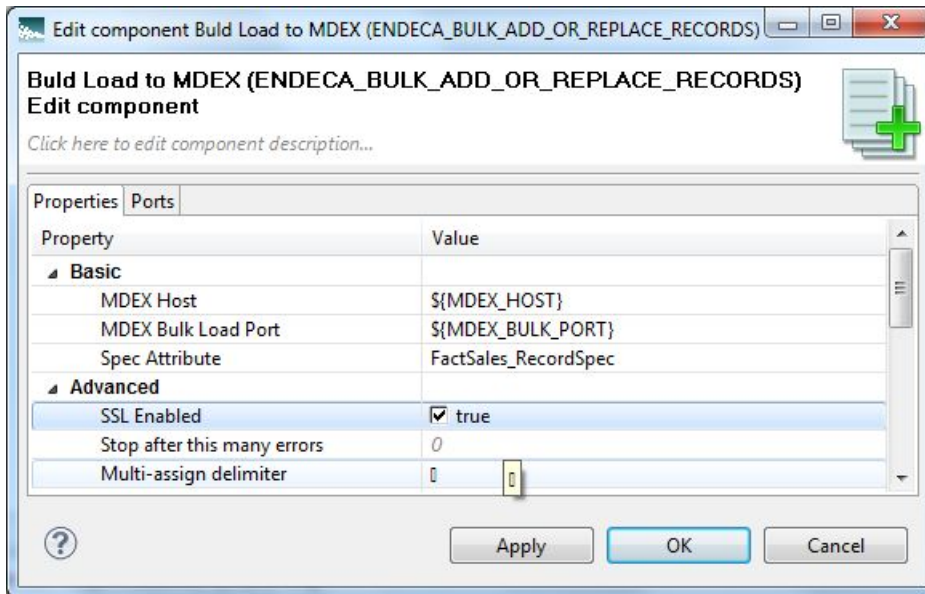 Edit component Buld Load to MDEX (ENDECA_BULK_ADD_OR_REPLACE_RECORDS)
Buld Load to MDEX (ENDECA_BULK_ADD_OR_REPLACE_RECORDS)
Edit component
Click here to edit component description...
Properties Ports
Property Value
Basic
MDEX Host ${MDEX_HOST}
MDEX Bulk Load Port ${MDEX_BULK_PORT}
Spec Attribute FactSales_RecordSpec
Advanced
SSL Enabled true
Stop after this many errors 0
Multi-assign delimiter ▯ ▯
? Apply OK Cancel